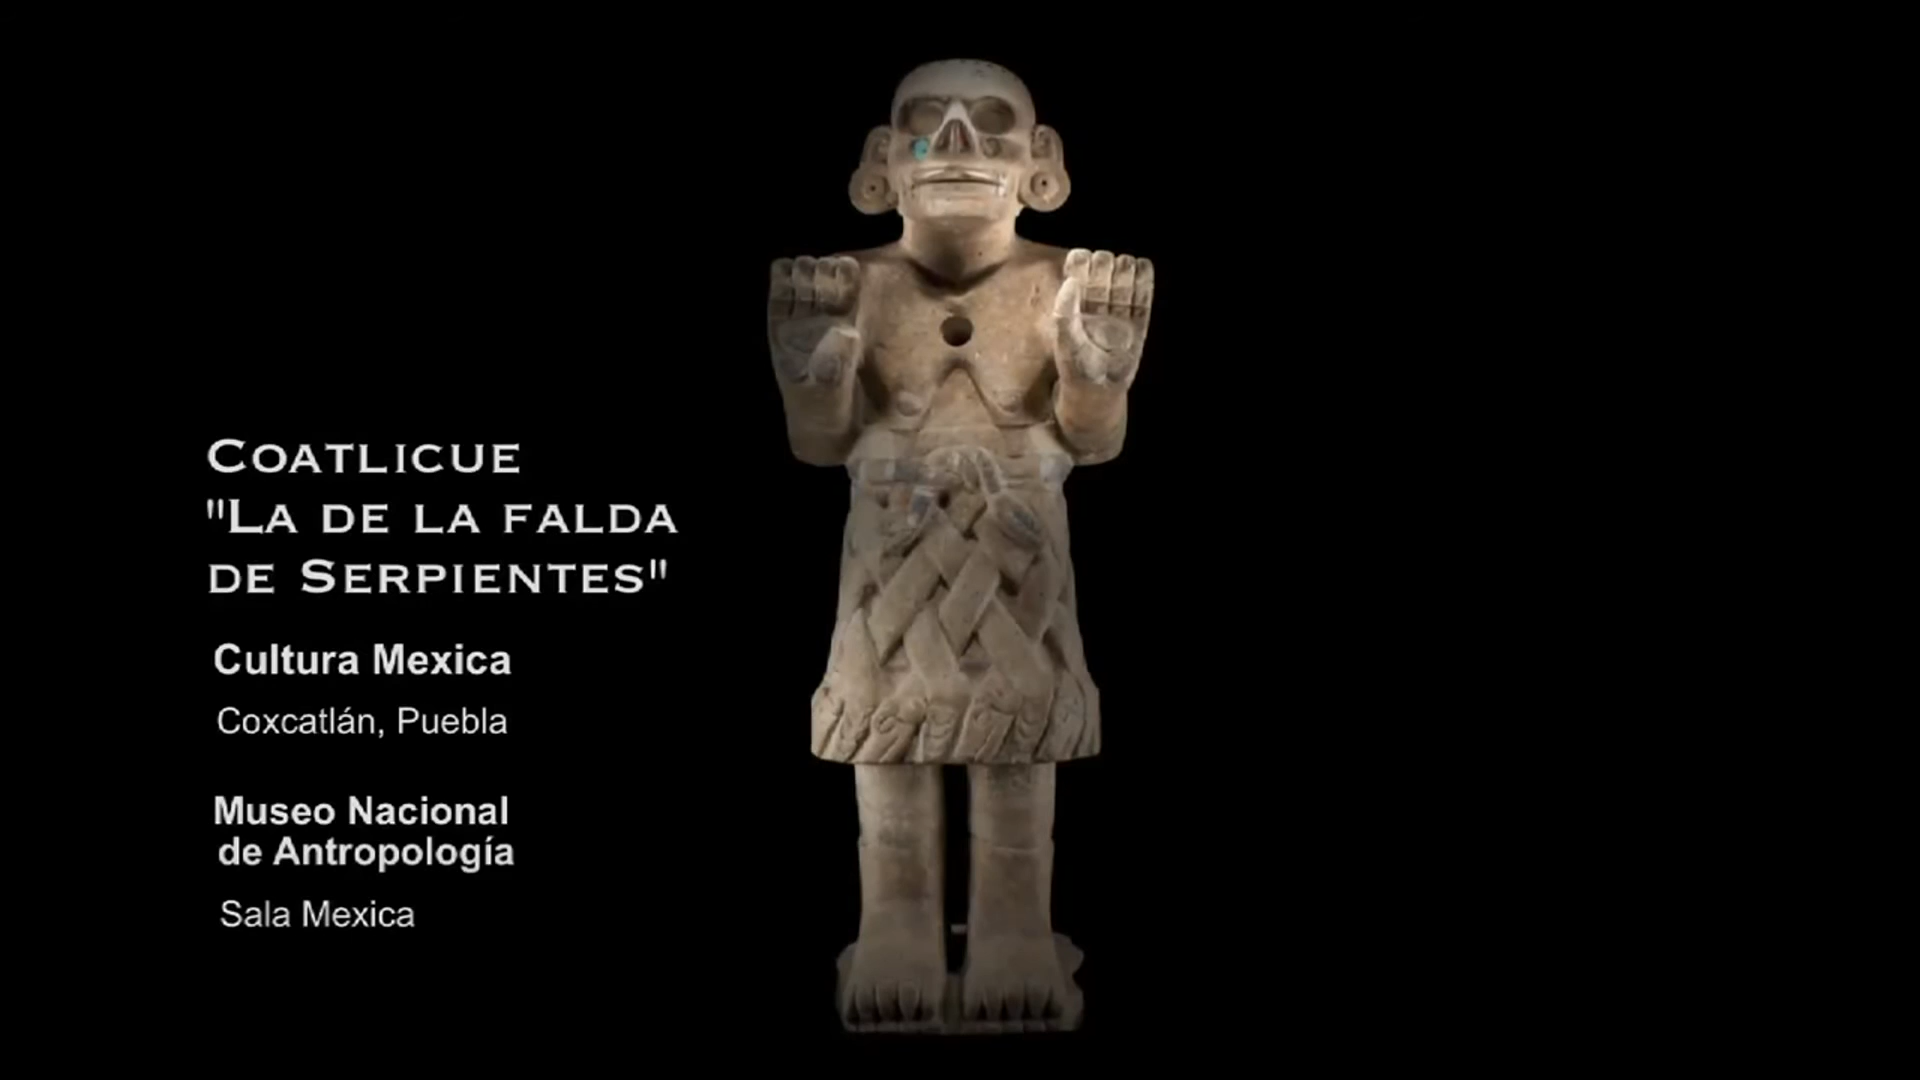 COATLICUE
"LA DE LA FALDA
DE SERPIENTES"
Cultura Mexica
Coxcatlán, Puebla
Museo Nacional
de Antropología
Sala Mexica